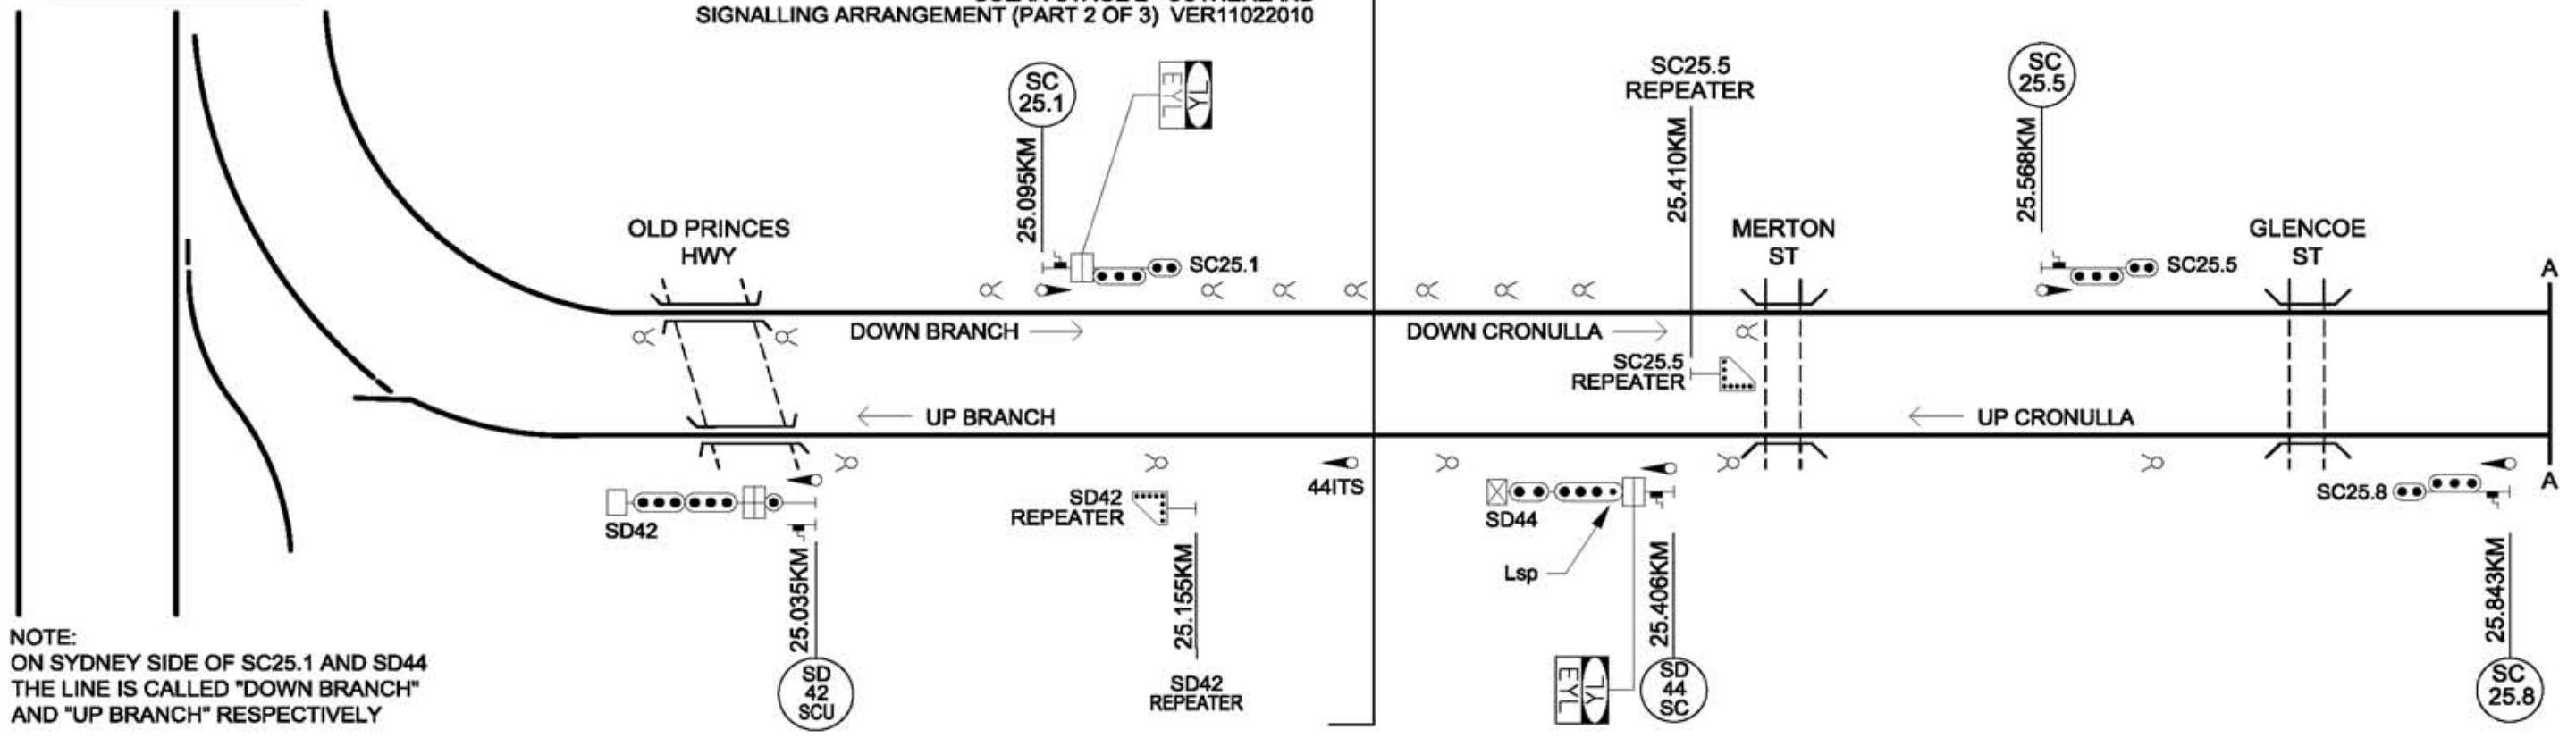 SIGNALLING ARRANGEMENT (PART 2 OF 3) VER11022010
SC
25.1
25.095KM
EYL
YL
SC25.1
OLD PRINCES
HWY
SC25.5
REPEATER
25.410KM
MERTON
ST
SC
25.5
25.568KM
SC25.5
GLENCOE
ST
A
DOWN BRANCH
DOWN CRONULLA
SC25.5
REPEATER
UP BRANCH
UP CRONULLA
A
SD42
25.035KM
SD
42
SCU
SD42
REPEATER
25.155KM
SD42
REPEATER
44ITS
SD44
Lsp
25.406KM
EYL
YL
SD
44
SC
SC25.8
25.843KM
SC
25.8
NOTE:
ON SYDNEY SIDE OF SC25.1 AND SD44
THE LINE IS CALLED "DOWN BRANCH"
AND "UP BRANCH" RESPECTIVELY